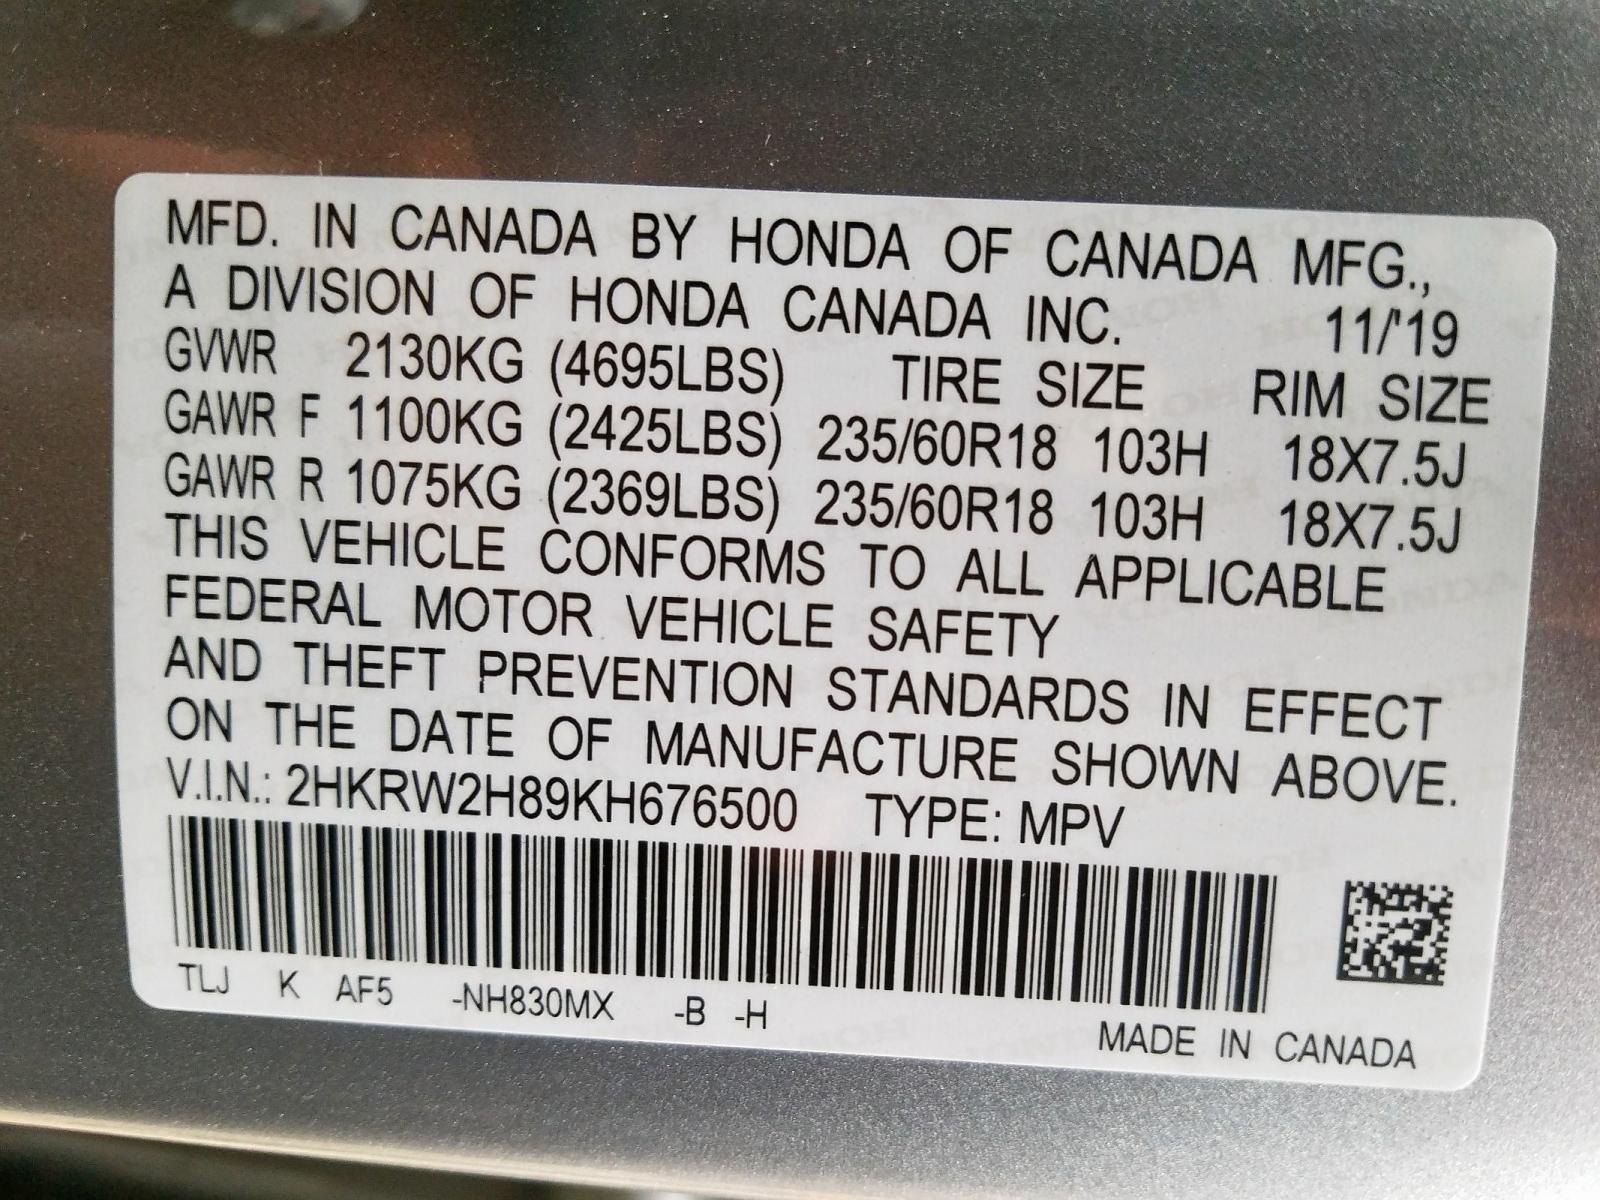 MFD. IN CANADA BY HONDA OF CANADA MFG.,
A DIVISION OF HONDA CANADA INC. 11/'19
GVWR 2130KG (4695LBS) TIRE SIZE RIM SIZE
GAWR F 1100KG (2425LBS) 235/60R18 103H 18X7.5J
GAWR R 1075KG (2369LBS) 235/60R18 103H 18X7.5J
THIS VEHICLE CONFORMS TO ALL APPLICABLE
FEDERAL MOTOR VEHICLE SAFETY
AND THEFT PREVENTION STANDARDS IN EFFECT
ON THE DATE OF MANUFACTURE SHOWN ABOVE.
V.I.N.: 2HKRW2H89KH676500 TYPE: MPV
TLJ K AF5 -NH830MX -B -H
MADE IN CANADA